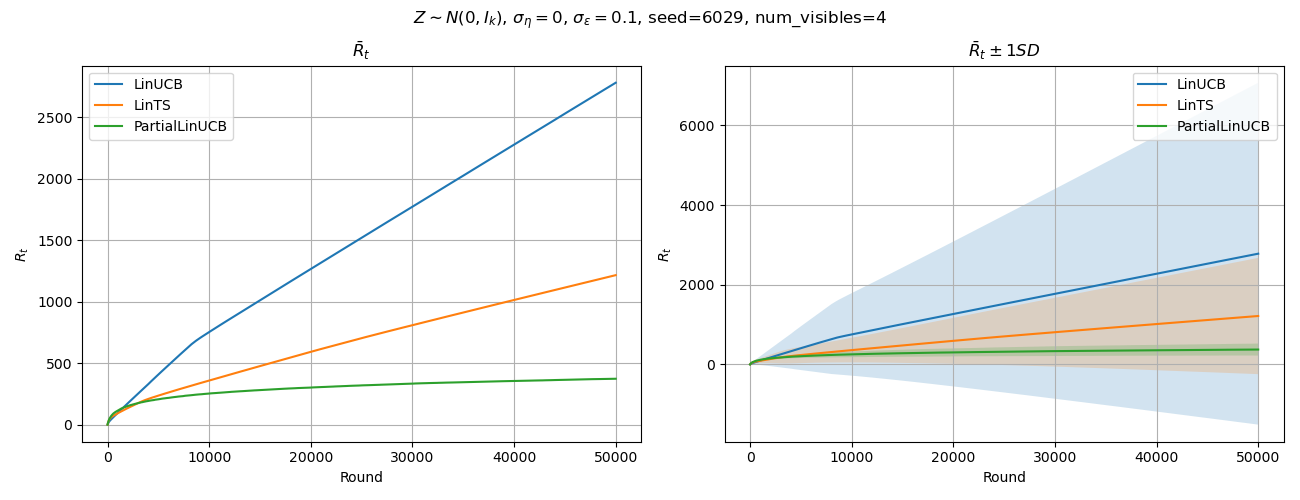 Z ∼ N(0, I_k), σ_η = 0, σ_ε = 0.1, seed=6029, num_visibles=4
R̄_t
LinUCB
LinTS
PartialLinUCB
2500
2000
1500
1000
500
0
R_t
0 10000 20000 30000 40000 50000
Round
R̄_t ± 1SD
LinUCB
LinTS
PartialLinUCB
6000
4000
2000
0
R_t
0 10000 20000 30000 40000 50000
Round